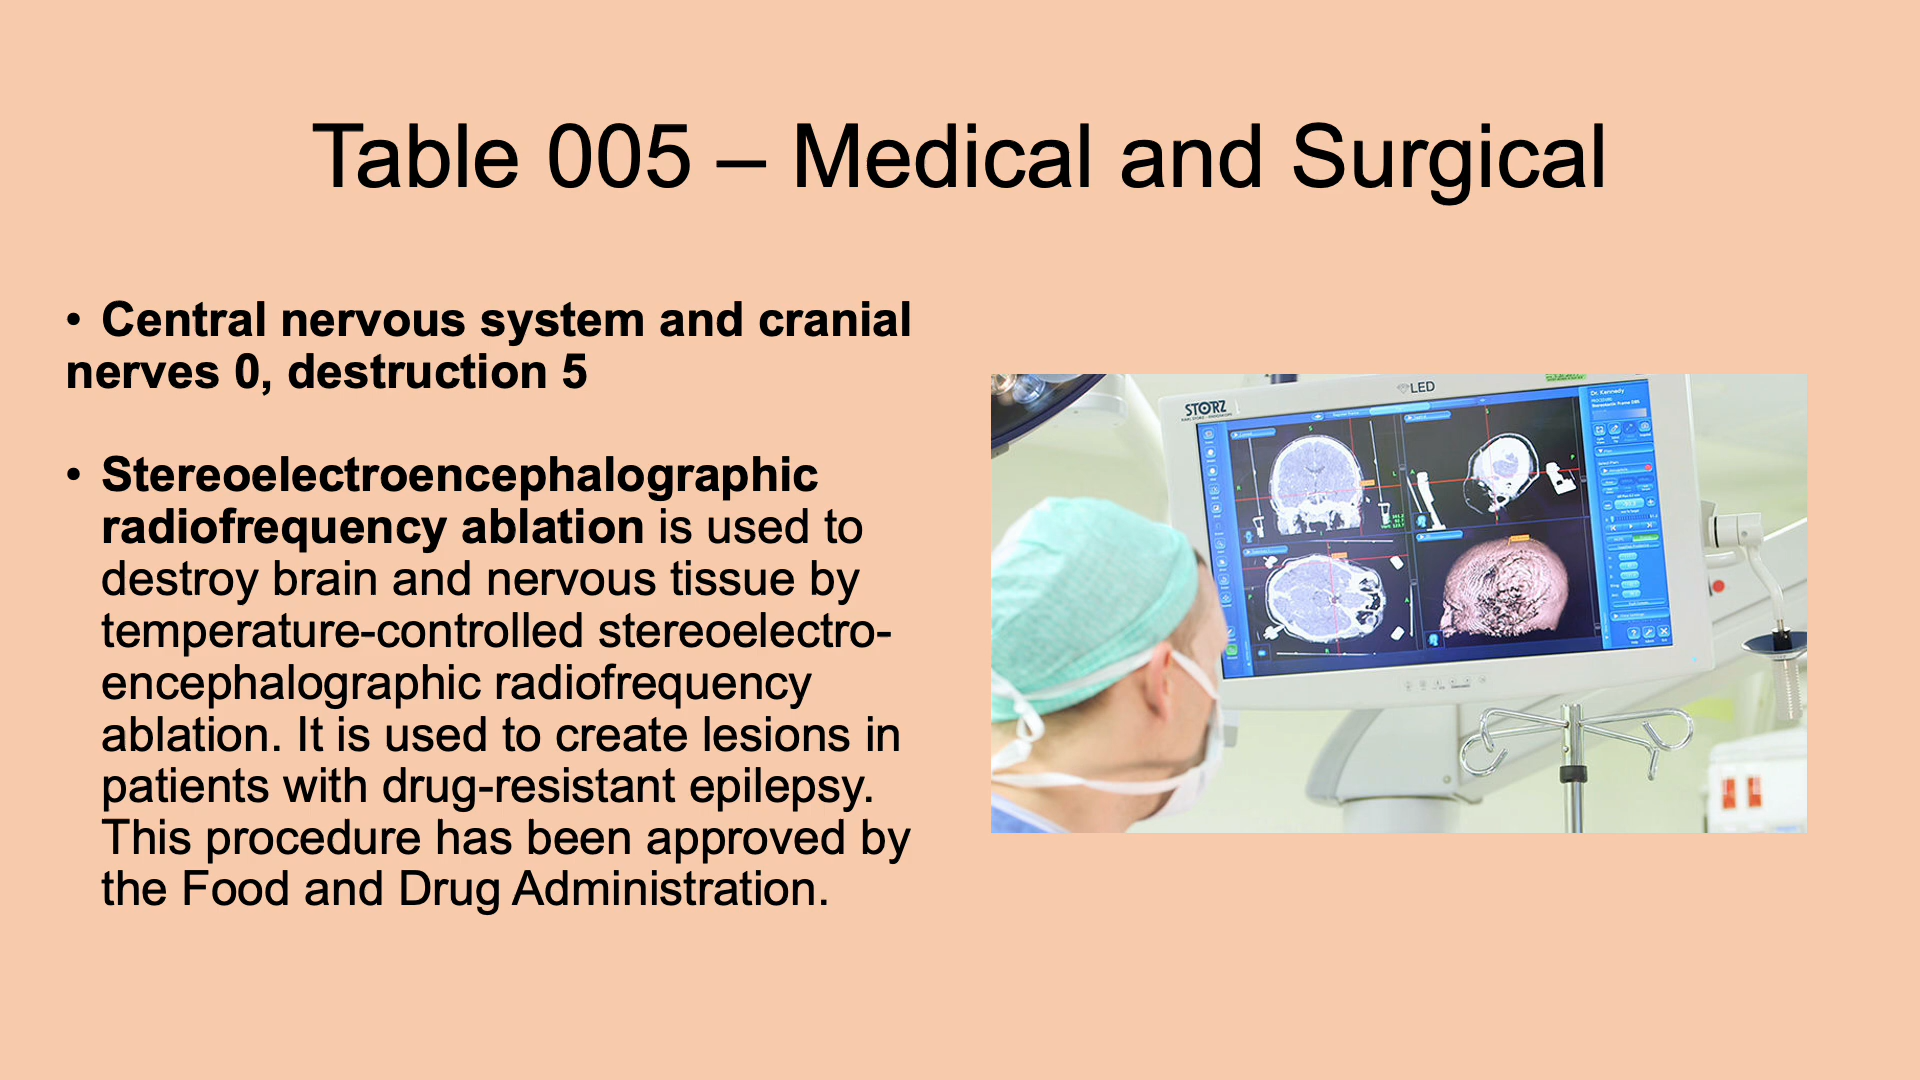 Table 005 – Medical and Surgical
• Central nervous system and cranial
nerves 0, destruction 5
• Stereoelectroencephalographic
radiofrequency ablation is used to
destroy brain and nervous tissue by
temperature-controlled stereoelectro-
encephalographic radiofrequency
ablation. It is used to create lesions in
patients with drug-resistant epilepsy.
This procedure has been approved by
the Food and Drug Administration.
LED
STORZ
Dr. Kennedy